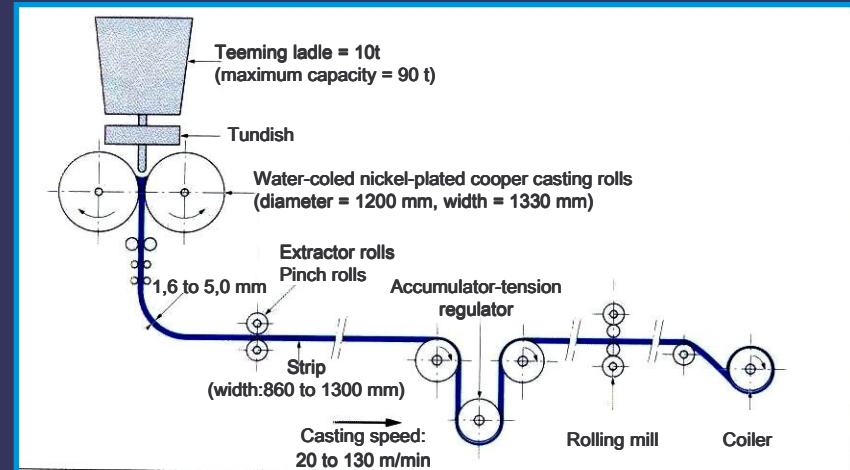 Teeming ladle = 10t
(maximum capacity = 90 t)
Tundish
Water-coled nickel-plated cooper casting rolls
(diameter = 1200 mm, width = 1330 mm)
Extractor rolls
Pinch rolls
1,6 to 5,0 mm
Accumulator-tension
regulator
Strip
(width:860 to 1300 mm)
Casting speed:
20 to 130 m/min
Rolling mill
Coiler